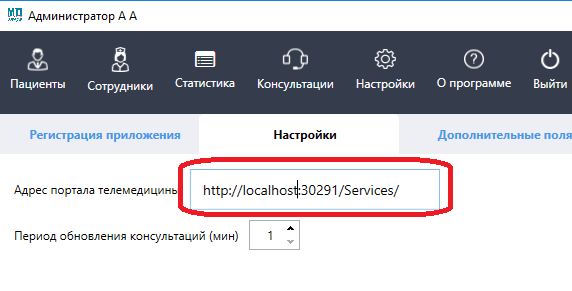 Администратор А А
Пациенты Сотрудники Статистика Консультации Настройки О программе Выйти
Регистрация приложения Настройки Дополнительные поля
Адрес портала телемедицины http://localhost:30291/Services/
Период обновления консультаций (мин) 1